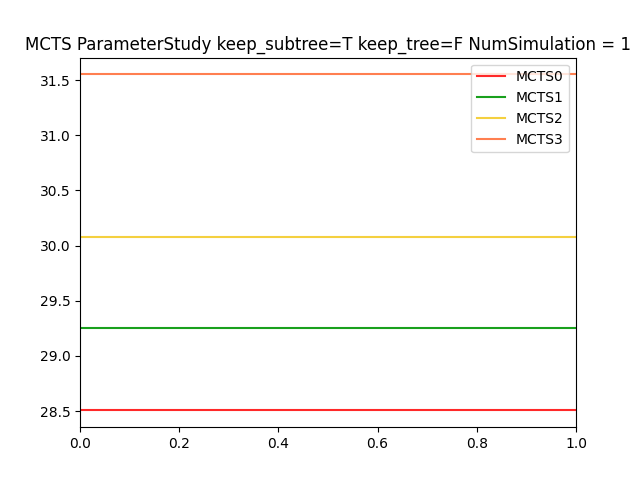 MCTS ParameterStudy keep_subtree=T keep_tree=F NumSimulation = 1
31.5
31.0
30.5
30.0
29.5
29.0
28.5
MCTS0
MCTS1
MCTS2
MCTS3
0.0 0.2 0.4 0.6 0.8 1.0